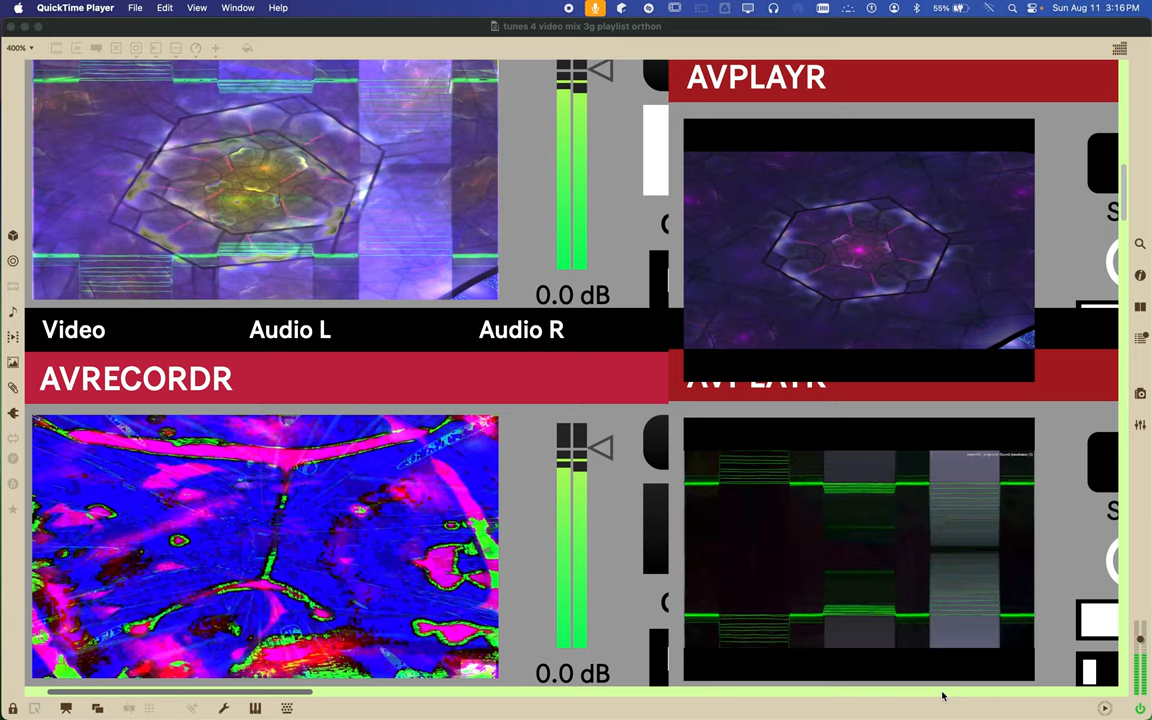 QuickTime Player File Edit View Window Help
55% Sun Aug 11 3:16 PM
tunes 4 video mix 3g playlist orthon
400%
AVPLAYR
S
0.0 dB
Video Audio L Audio R
AVRECORDR
S
0.0 dB